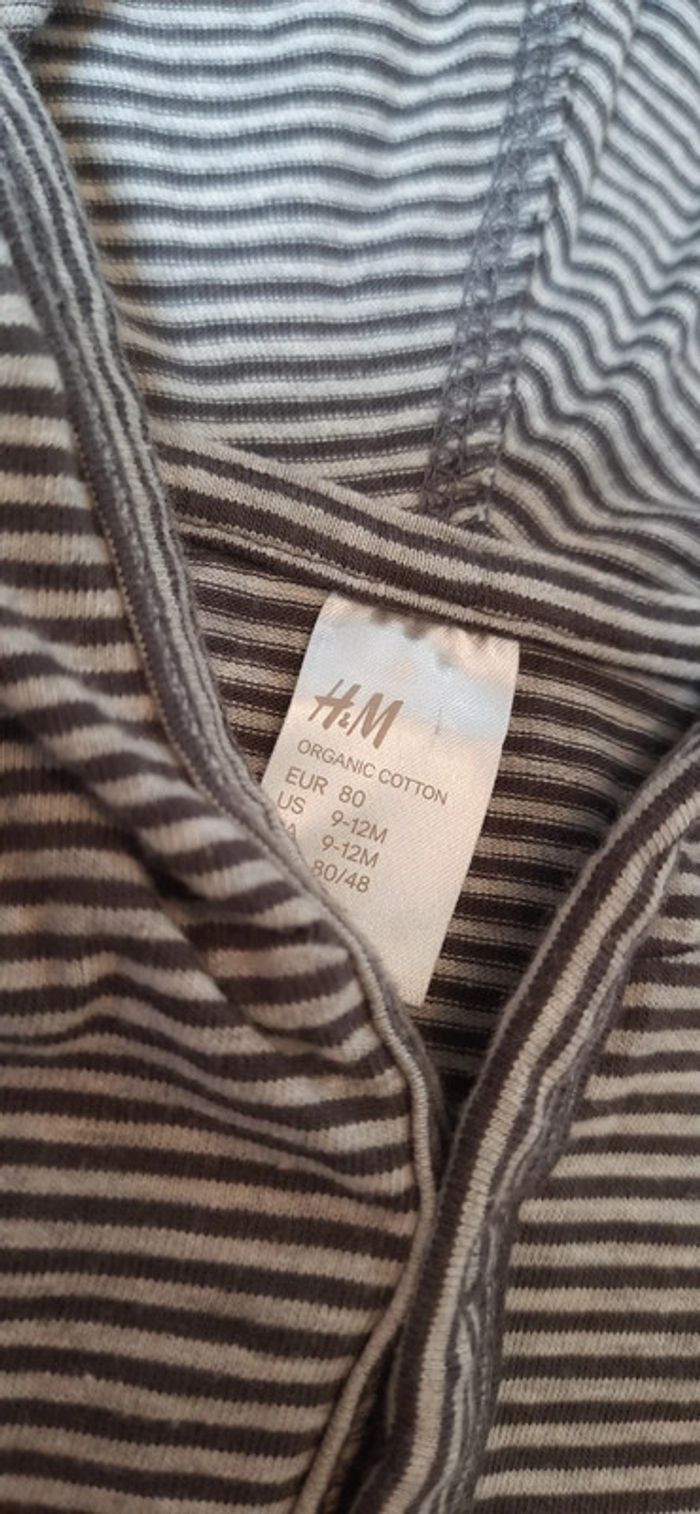 H&M
ORGANIC COTTON
EUR 80
US 9-12M
9-12M
80/48